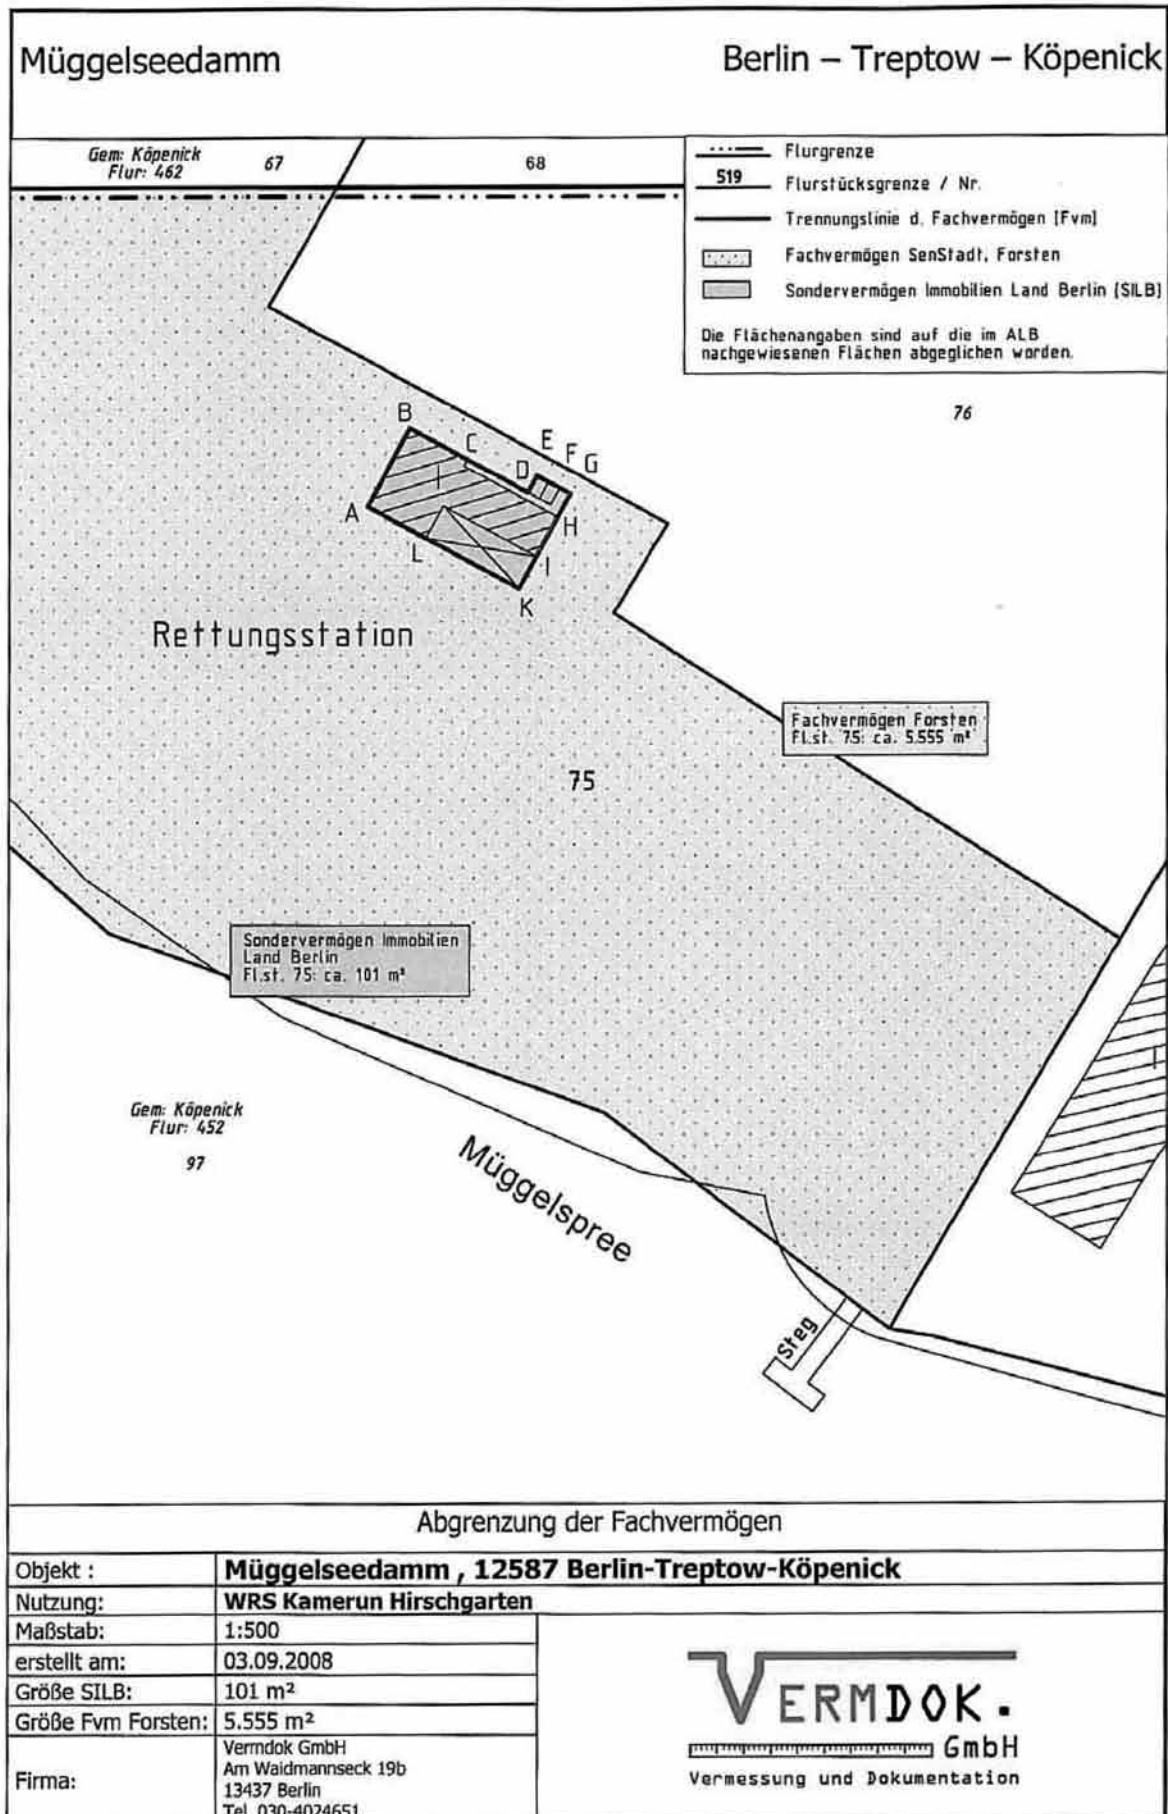 Müggelseedamm
Berlin – Treptow – Köpenick
Gem: Köpenick
Flur: 462
67
68
Flurgrenze
519
Flurstücksgrenze / Nr.
Trennungslinie d. Fachvermögen (Fvm)
Fachvermögen SenStadt, Forsten
Sondervermögen Immobilien Land Berlin (SILB)
Die Flächenangaben sind auf die im ALB
nachgewiesenen Flächen abgeglichen worden.
76
B
C
E
F
G
D
I
A
H
L
I
K
Rettungsstation
Fachvermögen Forsten
Fl.st. 75: ca. 5.555 m²
75
Sondervermögen Immobilien
Land Berlin
Fl.st. 75: ca. 101 m²
I
Gem: Köpenick
Flur: 452
97
Müggelspree
Steg
Abgrenzung der Fachvermögen
Objekt : Müggelseedamm , 12587 Berlin-Treptow-Köpenick
Nutzung: WRS Kamerun Hirschgarten
Maßstab: 1:500
erstellt am: 03.09.2008
Größe SILB: 101 m²
Größe Fvm Forsten: 5.555 m²
Firma:
Vermdok GmbH
Am Waidmannseck 19b
13437 Berlin
Tel. 030-4024651
VERMDOK.
GmbH
Vermessung und Dokumentation